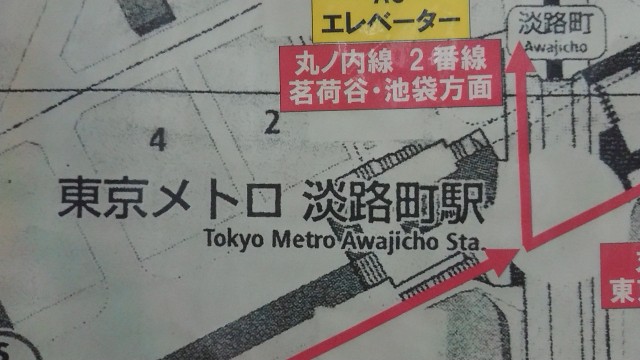 エレベーター
淡路町
Awajicho
丸ノ内線 2番線
茗荷谷・池袋方面
4
2
東京メトロ 淡路町駅
Tokyo Metro Awajicho Sta.
東
S